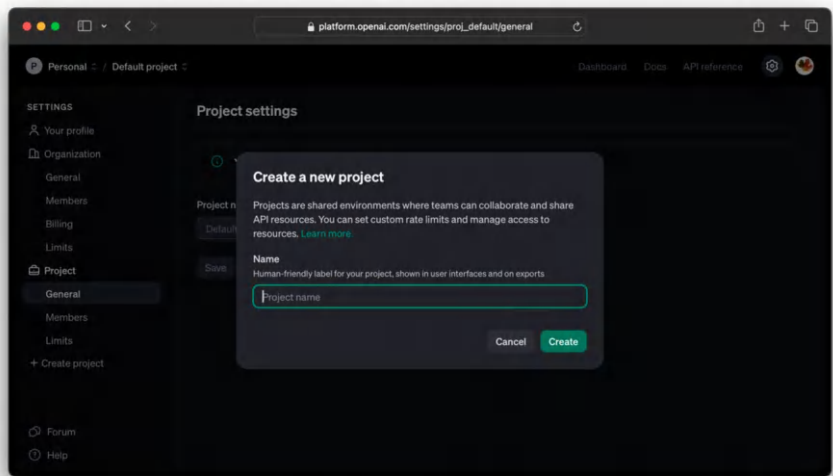 platform.openai.com/settings/proj_default/general
P Personal / Default project
Dashboard Docs API reference
SETTINGS
Your profile
Organization
General
Members
Billing
Limits
Project
General
Members
Limits
+ Create project
Forum
Help
Project settings
Project n
Default
Save
Create a new project
Projects are shared environments where teams can collaborate and share
API resources. You can set custom rate limits and manage access to
resources. Learn more
Name
Human-friendly label for your project, shown in user interfaces and on exports
Project name
Cancel Create